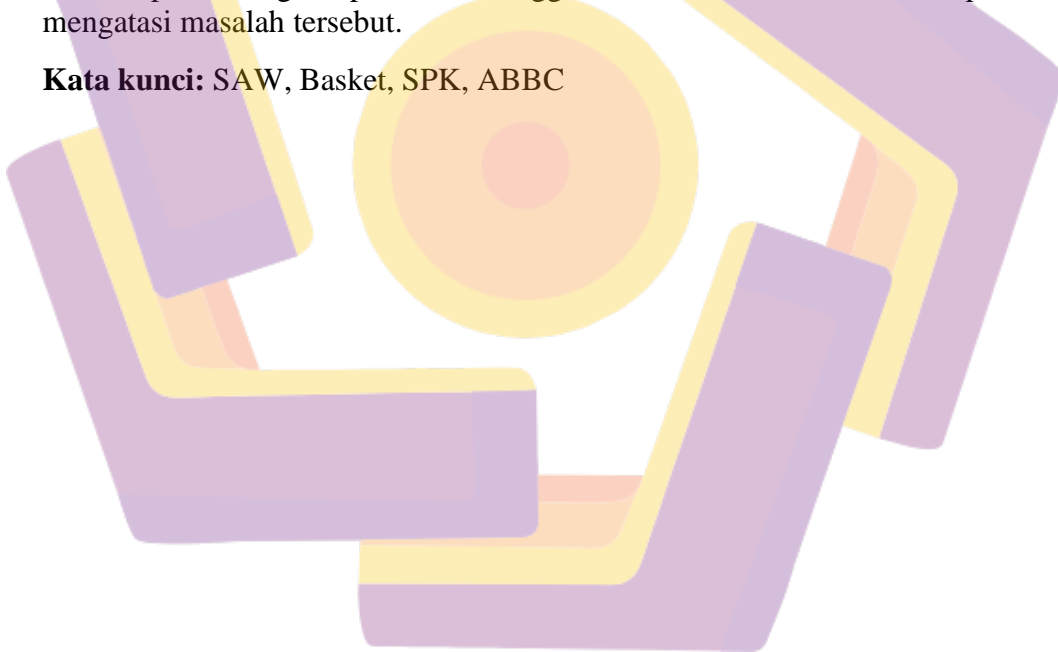 mengatasi masalah tersebut.
Kata kunci: SAW, Basket, SPK, ABBC